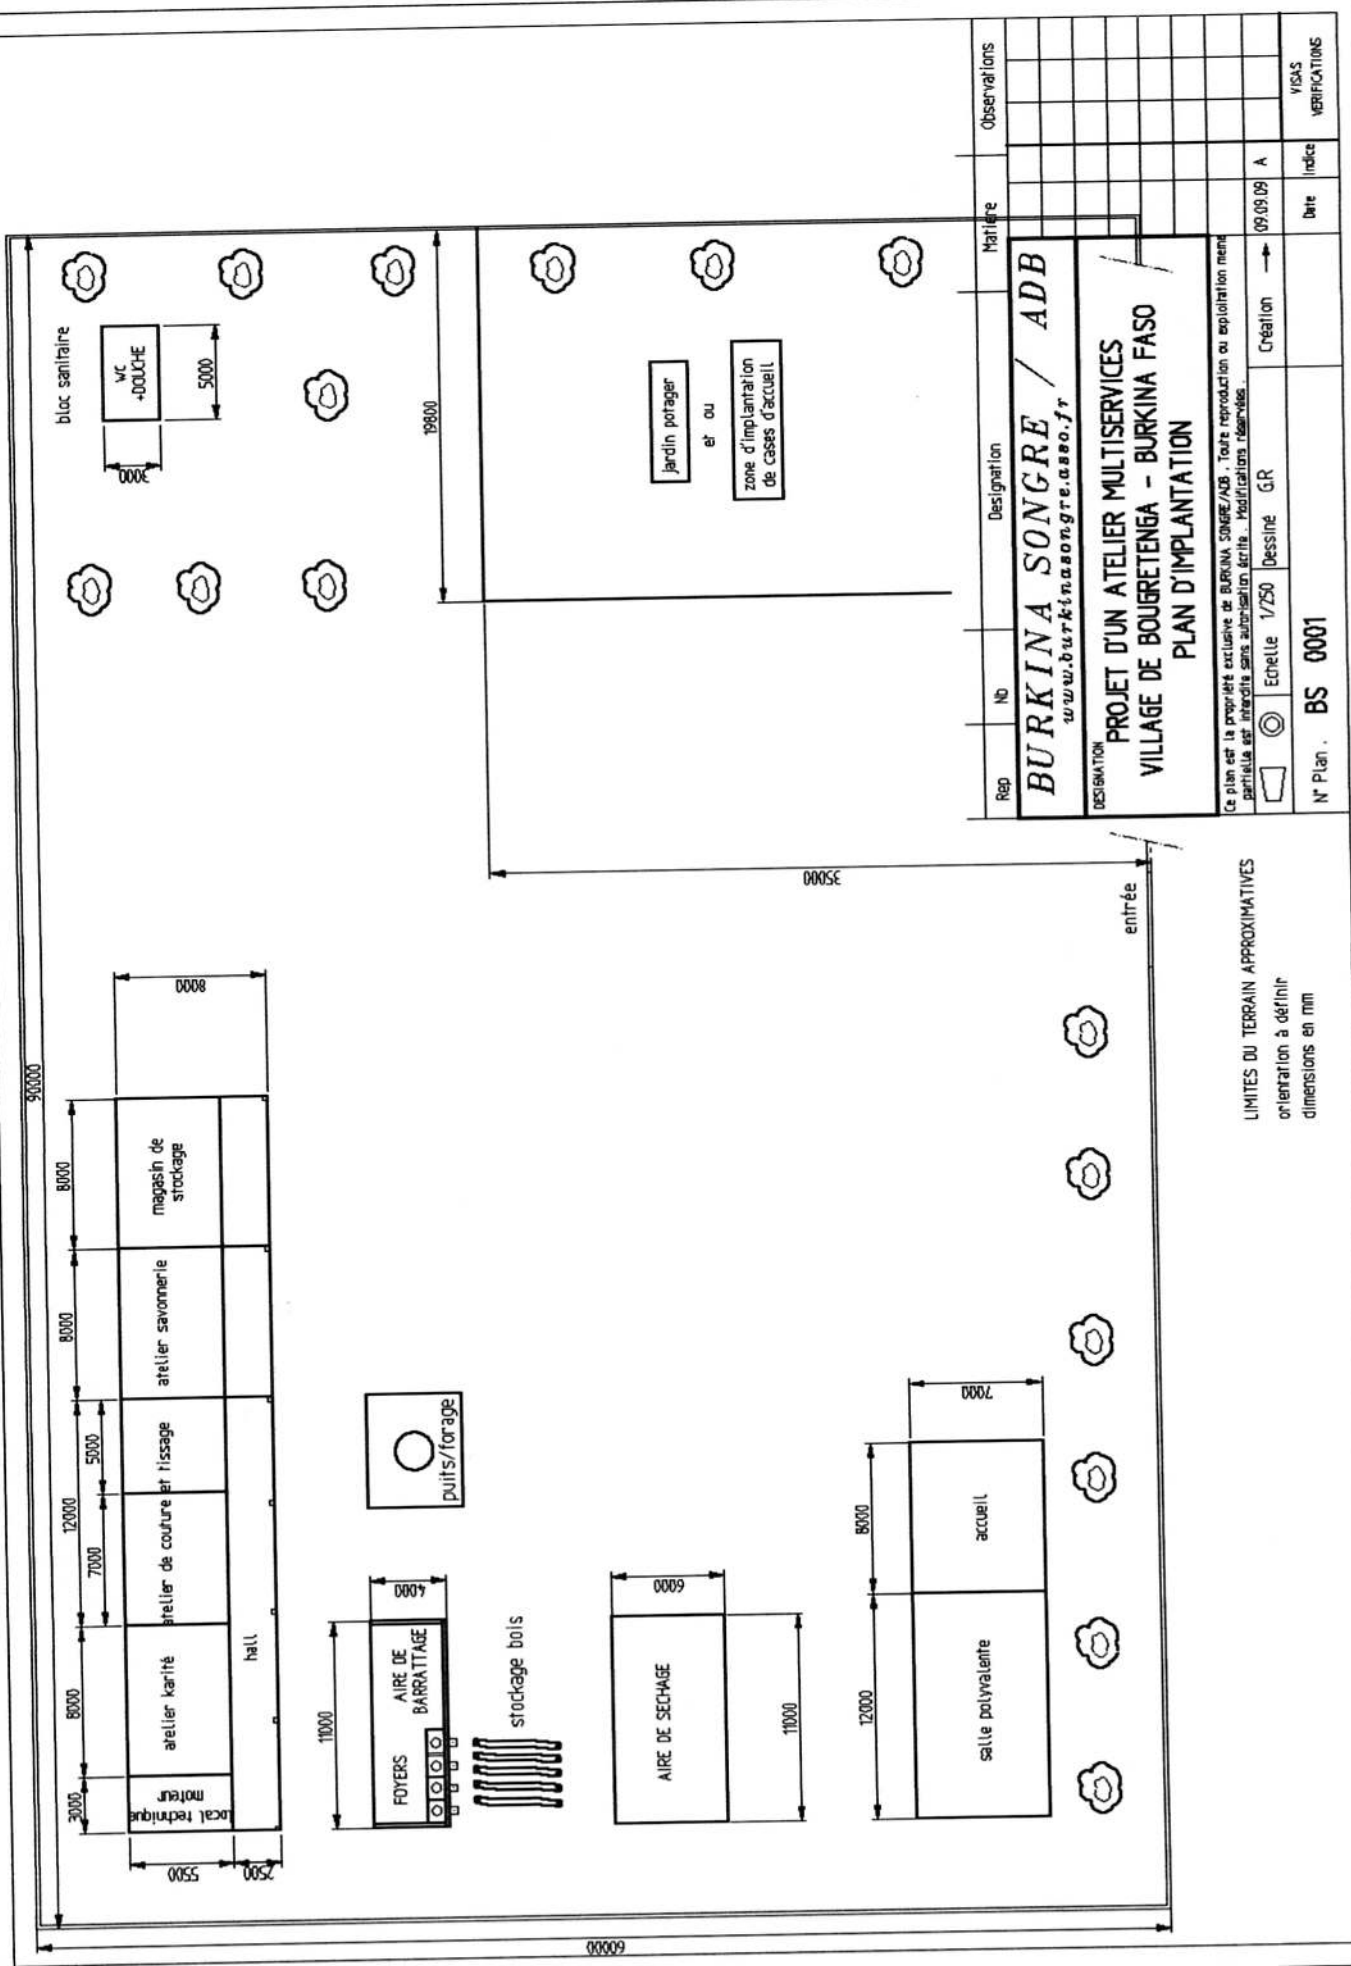 90000
8000
8000
12000
8000
3000
5000
7000
8000
magasin de
stockage
atelier savonnerie
atelier de couture et tissage
atelier karité
Local technique
moteur
hall
5500
2500
60000
bloc sanitaire
WC
+DOUCHE
3000
5000
19800
jardin potager
et ou
zone d'implantation
de cases d'accueil
35000
puits/forage
11000
4000
FOYERS
AIRE DE
BARRATTAGE
stockage bois
6000
AIRE DE SECHAGE
11000
7000
8000
12000
accueil
salle polyvalente
entrée
LIMITES DU TERRAIN APPROXIMATIVES
orientation à définir
dimensions en mm
Rep Nb Designation Matiere Observations
BURKINA SONGRE / ADB
www.burkinasongre.asso.fr
DESIGNATION
PROJET D'UN ATELIER MULTISERVICES
VILLAGE DE BOUGRETENGA - BURKINA FASO
PLAN D'IMPLANTATION
Ce plan est la propriété exclusive de BURKINA SONGRE/ADB . Toute reproduction ou exploitation meme
partielle est interdite sans autorisation écrite . Modifications réservées .
Echelle 1/250 Dessiné G.R Création 09.09.09 A
N° Plan . BS 0001 Date Indice VISAS
VERIFICATIONS